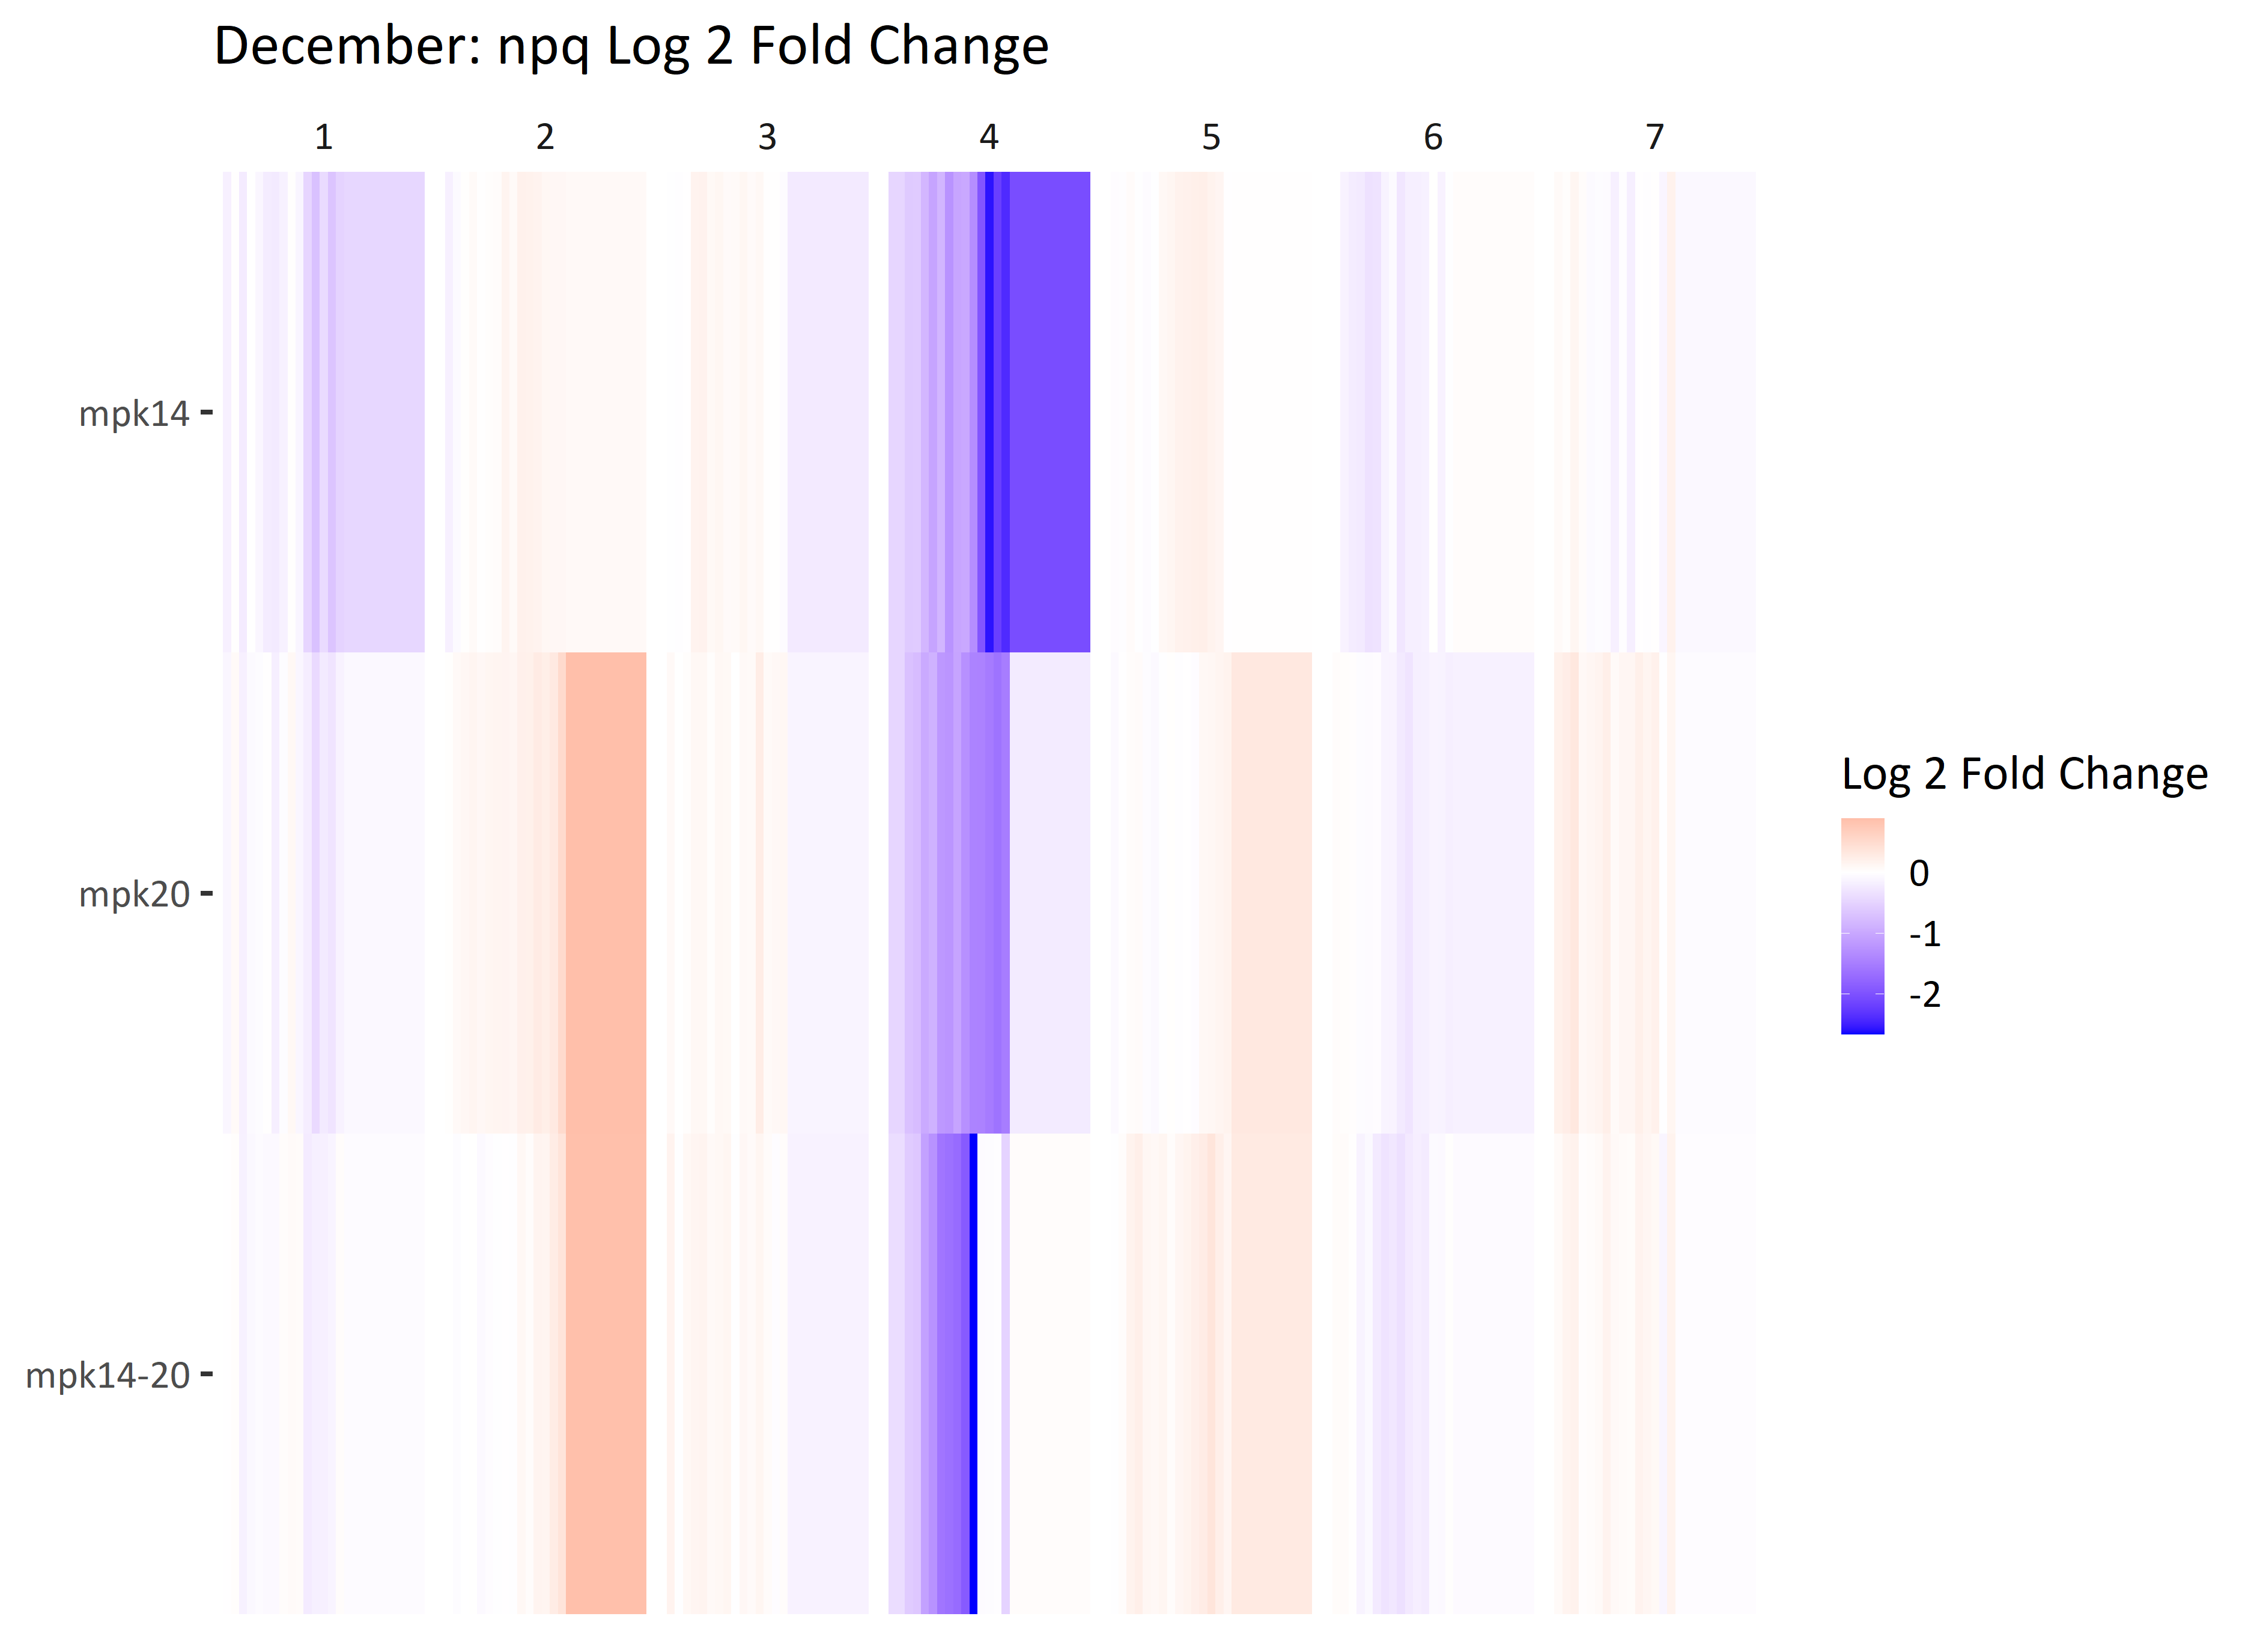 December: npq Log 2 Fold Change
1 2 3 4 5 6 7
mpk14
mpk20
mpk14-20
Log 2 Fold Change
0
-1
-2